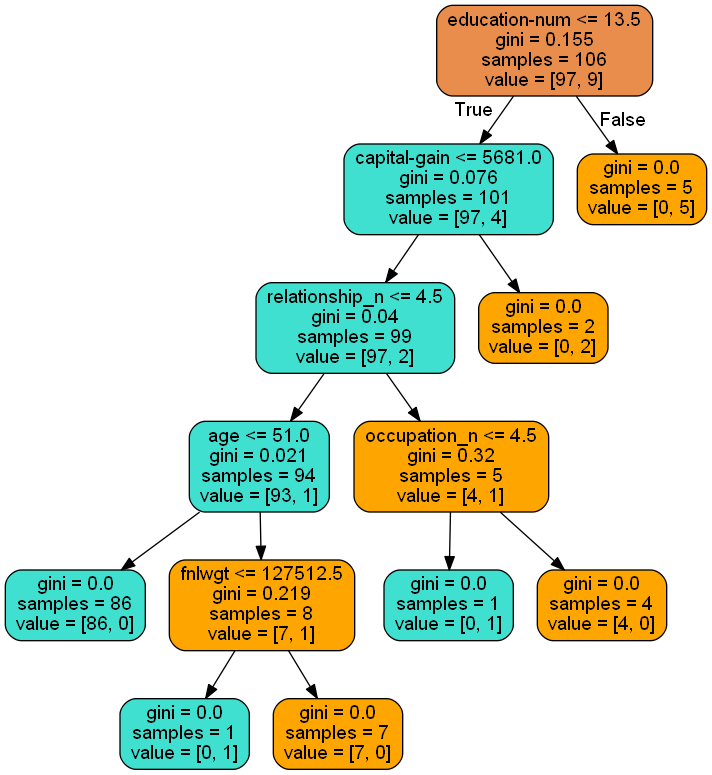 education-num <= 13.5
gini = 0.155
samples = 106
value = [97, 9]
True
False
capital-gain <= 5681.0
gini = 0.076
samples = 101
value = [97, 4]
gini = 0.0
samples = 5
value = [0, 5]
relationship_n <= 4.5
gini = 0.04
samples = 99
value = [97, 2]
gini = 0.0
samples = 2
value = [0, 2]
age <= 51.0
gini = 0.021
samples = 94
value = [93, 1]
occupation_n <= 4.5
gini = 0.32
samples = 5
value = [4, 1]
gini = 0.0
samples = 86
value = [86, 0]
fnlwgt <= 127512.5
gini = 0.219
samples = 8
value = [7, 1]
gini = 0.0
samples = 1
value = [0, 1]
gini = 0.0
samples = 4
value = [4, 0]
gini = 0.0
samples = 1
value = [0, 1]
gini = 0.0
samples = 7
value = [7, 0]